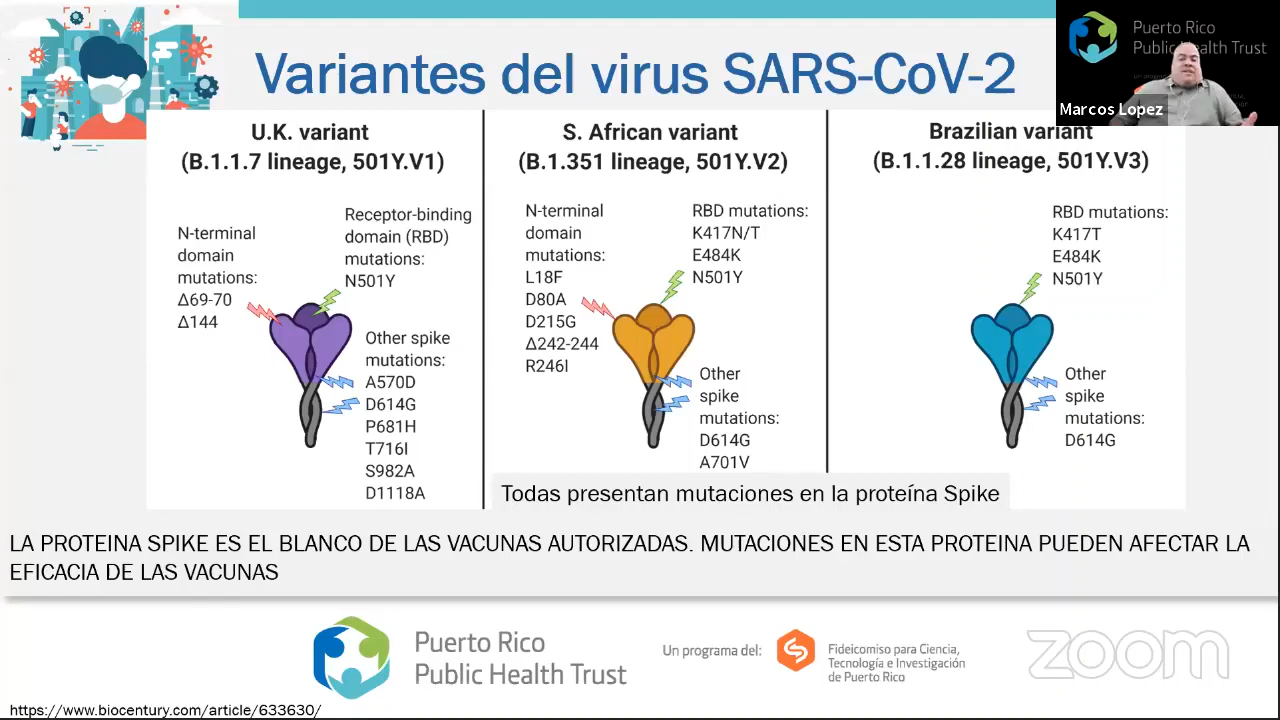 Variantes del virus SARS-CoV-2
Puerto Rico
Public Health Trust
Marcos Lopez
U.K. variant
(B.1.1.7 lineage, 501Y.V1)
N-terminal
domain
mutations:
Δ69-70
Δ144
Receptor-binding
domain (RBD)
mutations:
N501Y
Other spike
mutations:
A570D
D614G
P681H
T716I
S982A
D1118A
S. African variant
(B.1.351 lineage, 501Y.V2)
N-terminal
domain
mutations:
L18F
D80A
D215G
Δ242-244
R246I
RBD mutations:
K417N/T
E484K
N501Y
Other
spike
mutations:
D614G
A701V
Brazilian variant
(B.1.1.28 lineage, 501Y.V3)
RBD mutations:
K417T
E484K
N501Y
Other
spike
mutations:
D614G
Todas presentan mutaciones en la proteína Spike
LA PROTEINA SPIKE ES EL BLANCO DE LAS VACUNAS AUTORIZADAS. MUTACIONES EN ESTA PROTEINA PUEDEN AFECTAR LA
EFICACIA DE LAS VACUNAS
Puerto Rico
Public Health Trust
Un programa del:
Fideicomiso para Ciencia,
Tecnología e Investigación
de Puerto Rico
zoom
https://www.biocentury.com/article/633630/